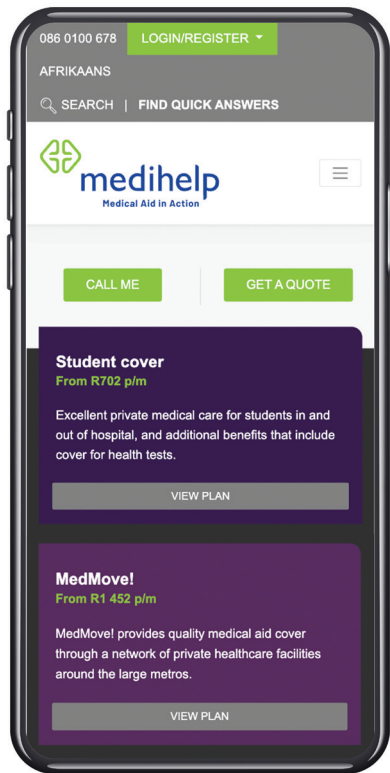 086 0100 678 LOGIN/REGISTER
AFRIKAANS
SEARCH | FIND QUICK ANSWERS
medihelp
Medical Aid in Action
CALL ME GET A QUOTE
Student cover
From R702 p/m
Excellent private medical care for students in and
out of hospital, and additional benefits that include
cover for health tests.
VIEW PLAN
MedMove!
From R1 452 p/m
MedMove! provides quality medical aid cover
through a network of private healthcare facilities
around the large metros.
VIEW PLAN